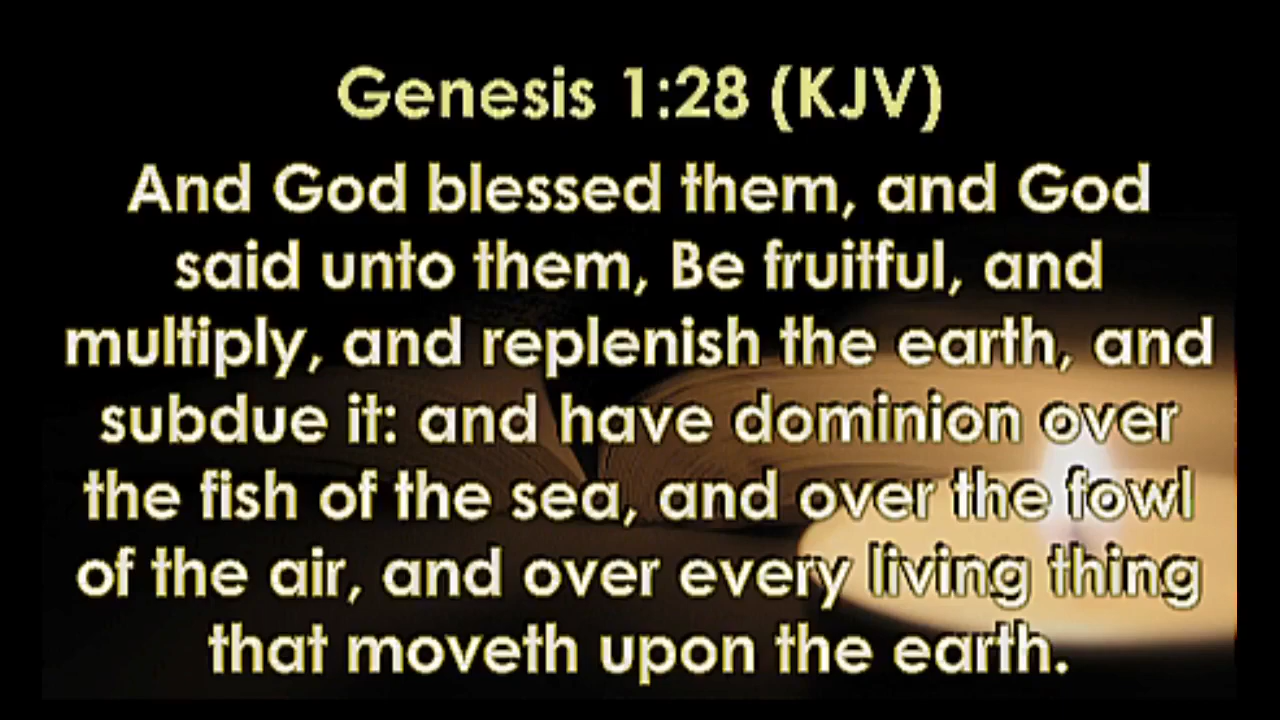 Genesis 1:28 (KJV)
And God blessed them, and God
said unto them, Be fruitful, and
multiply, and replenish the earth, and
subdue it: and have dominion over
the fish of the sea, and over the fowl
of the air, and over every living thing
that moveth upon the earth.